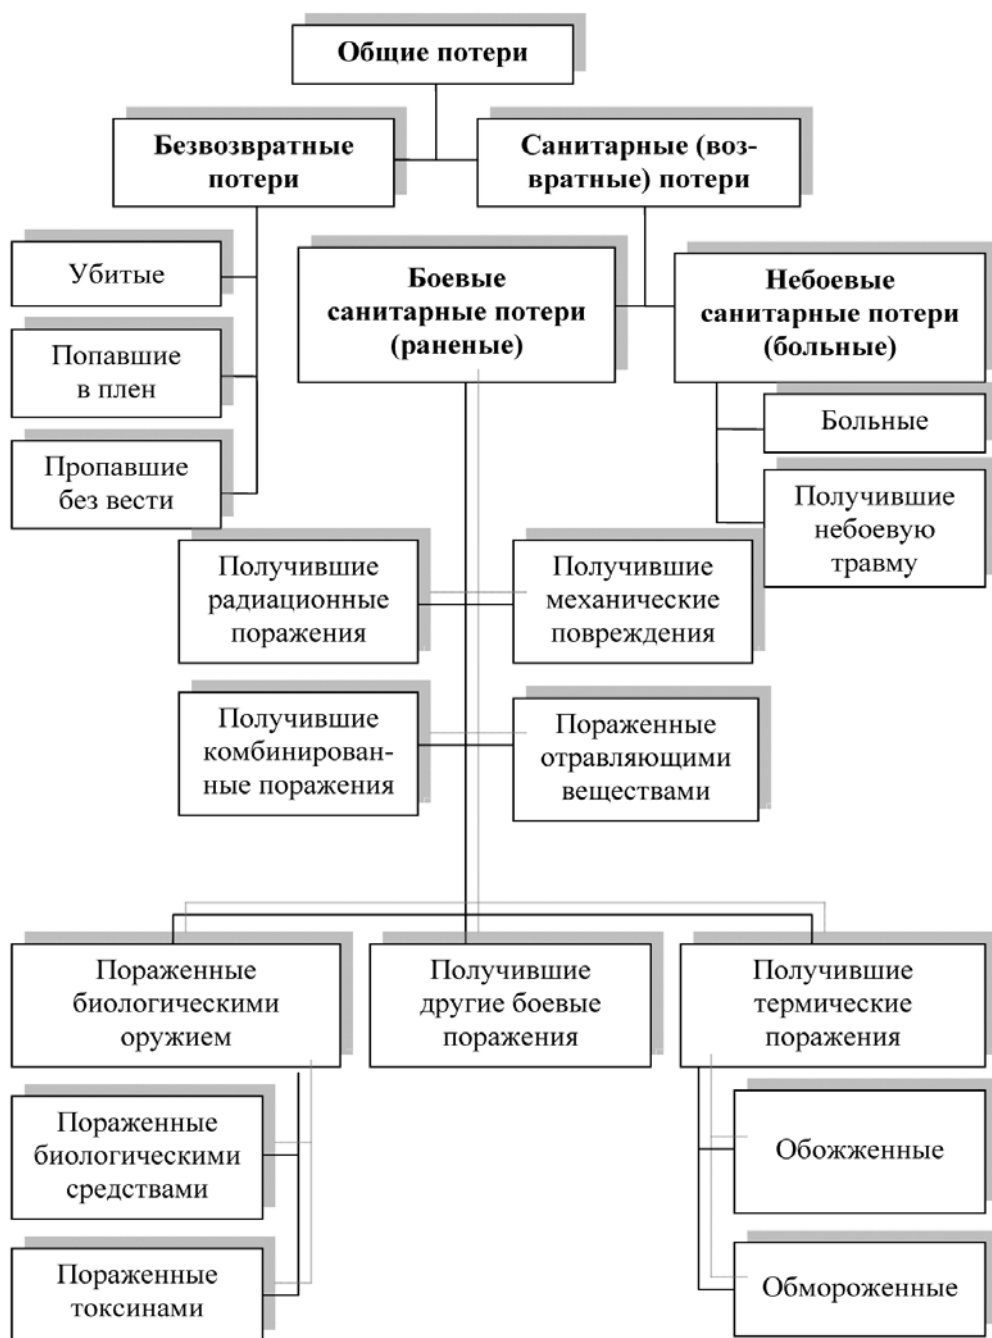 Общие потери
Безвозвратные
потери
Санитарные (воз-
вратные) потери
Убитые
Попавшие
в плен
Пропавшие
без вести
Боевые
санитарные потери
(раненые)
Небоевые
санитарные потери
(больные)
Больные
Получившие
небоевую
травму
Получившие
радиационные
поражения
Получившие
механические
повреждения
Получившие
комбинирован-
ные поражения
Пораженные
отравляющими
веществами
Пораженные
биологическими
оружием
Получившие
другие боевые
поражения
Получившие
термические
поражения
Пораженные
биологическими
средствами
Пораженные
токсинами
Обожженные
Обмороженные